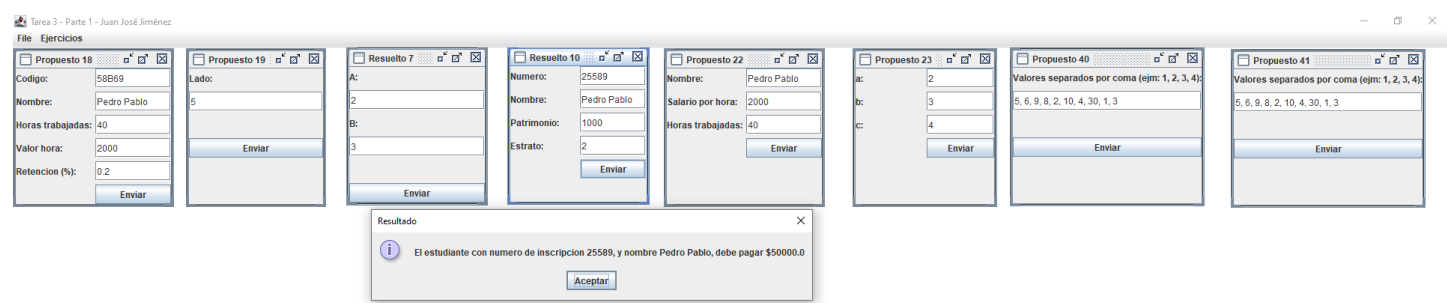 Tarea 3 - Parte 1 - Juan José Jiménez
File Ejercicios
Propuesto 18
Codigo: 58B69
Nombre: Pedro Pablo
Horas trabajadas: 40
Valor hora: 2000
Retencion (%): 0.2
Enviar
Propuesto 19
Lado:
5
Enviar
Resuelto 7
A:
2
B:
3
Enviar
Resuelto 10
Numero: 25589
Nombre: Pedro Pablo
Patrimonio: 1000
Estrato: 2
Enviar
Propuesto 22
Nombre: Pedro Pablo
Salario por hora: 2000
Horas trabajadas: 40
Enviar
Propuesto 23
a: 2
b: 3
c: 4
Enviar
Propuesto 40
Valores separados por coma (ejm: 1, 2, 3, 4):
5, 6, 9, 8, 2, 10, 4, 30, 1, 3
Enviar
Propuesto 41
Valores separados por coma (ejm: 1, 2, 3, 4):
5, 6, 9, 8, 2, 10, 4, 30, 1, 3
Enviar
Resultado
El estudiante con numero de inscripcion 25589, y nombre Pedro Pablo, debe pagar $50000.0
Aceptar